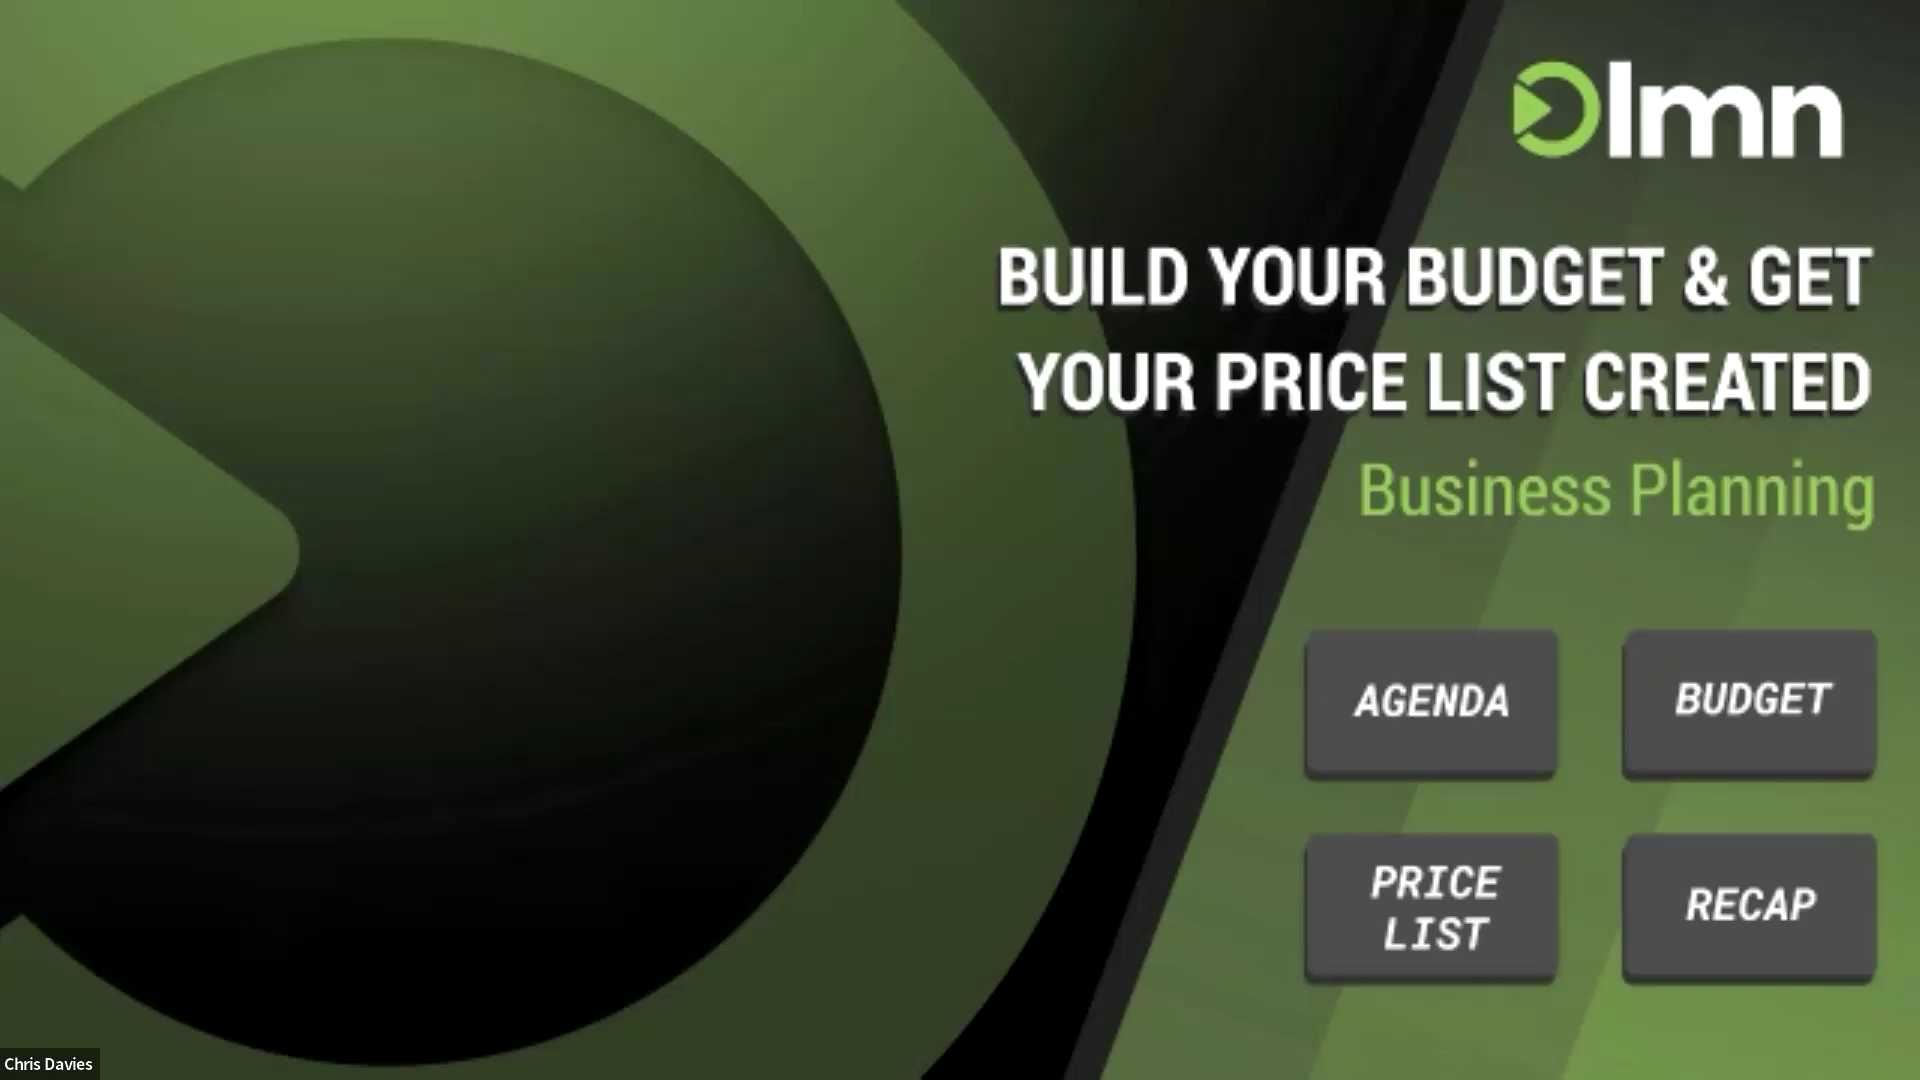 lmn
BUILD YOUR BUDGET & GET
YOUR PRICE LIST CREATED
Business Planning
AGENDA
BUDGET
PRICE
LIST
RECAP
Chris Davies